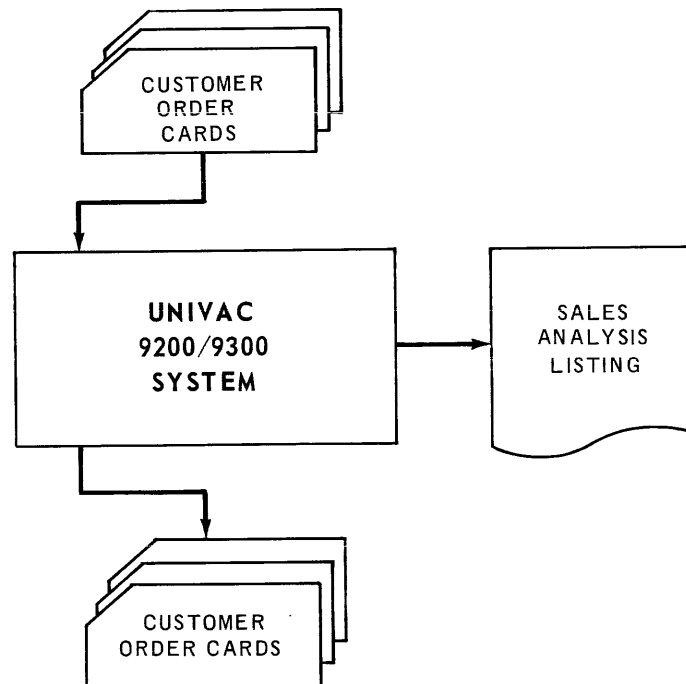 CUSTOMER
ORDER
CARDS
UNIVAC
9200/9300
SYSTEM
SALES
ANALYSIS
LISTING
CUSTOMER
ORDER CARDS